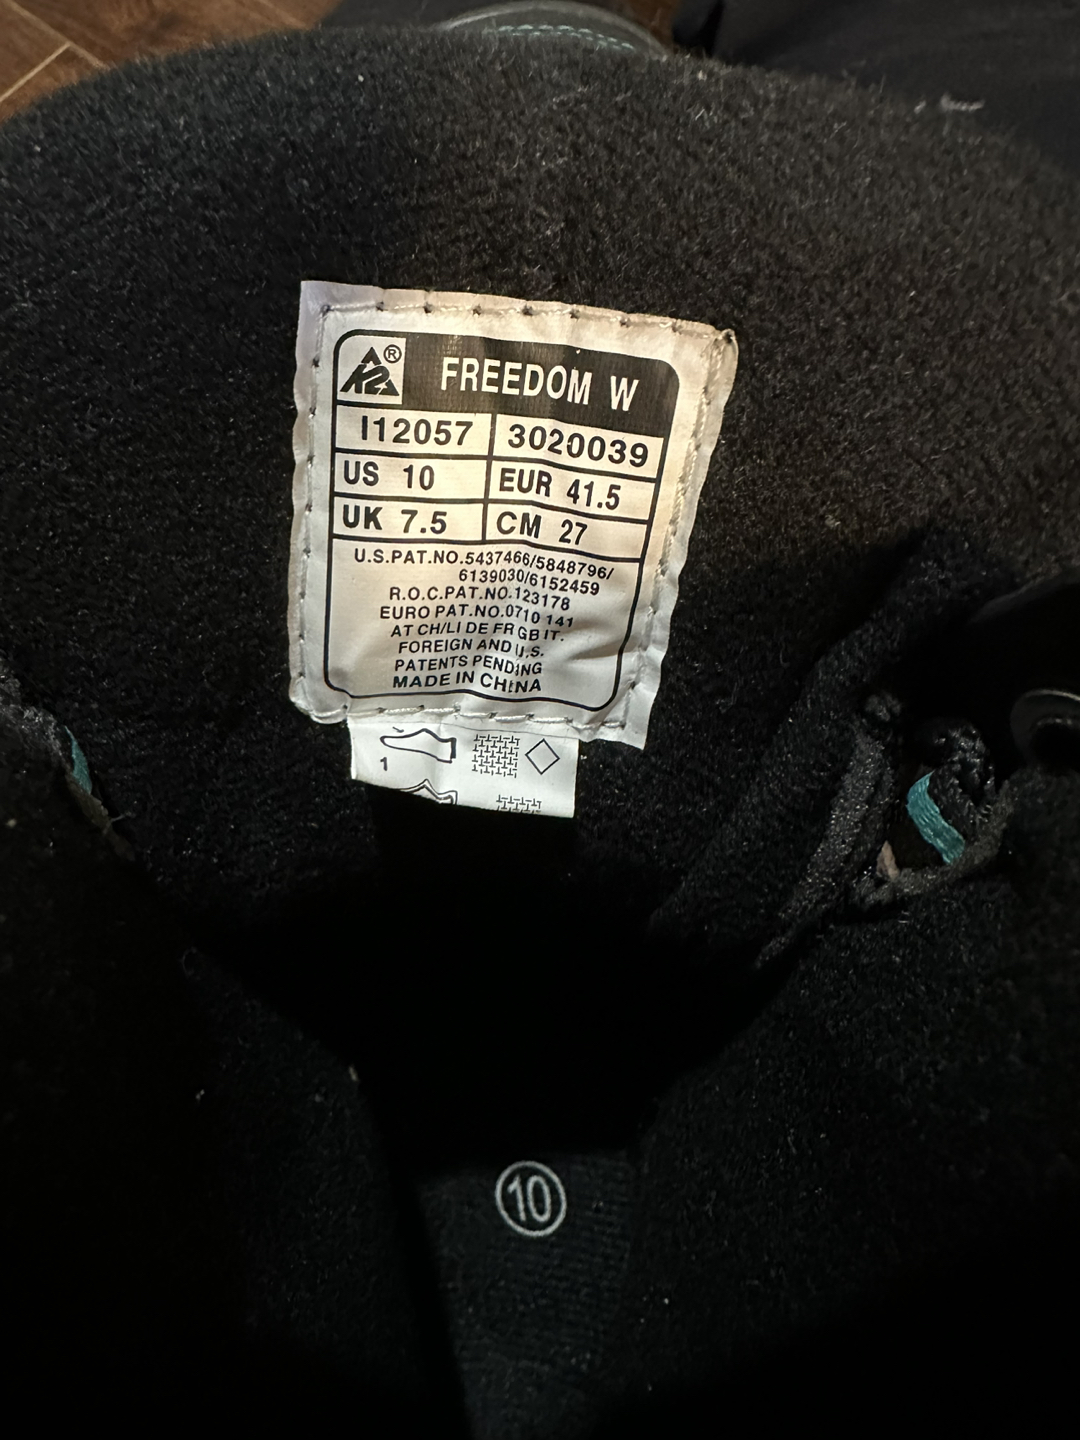 K2® FREEDOM W
I12057 3020039
US 10 EUR 41.5
UK 7.5 CM 27
U.S.PAT.NO.5437466/5848796/
6139030/6152459
R.O.C.PAT.NO.123178
EURO PAT.NO.0710 141
AT CH/LI DE FR GB IT.
FOREIGN AND U.S.
PATENTS PENDING
MADE IN CHINA
1
10